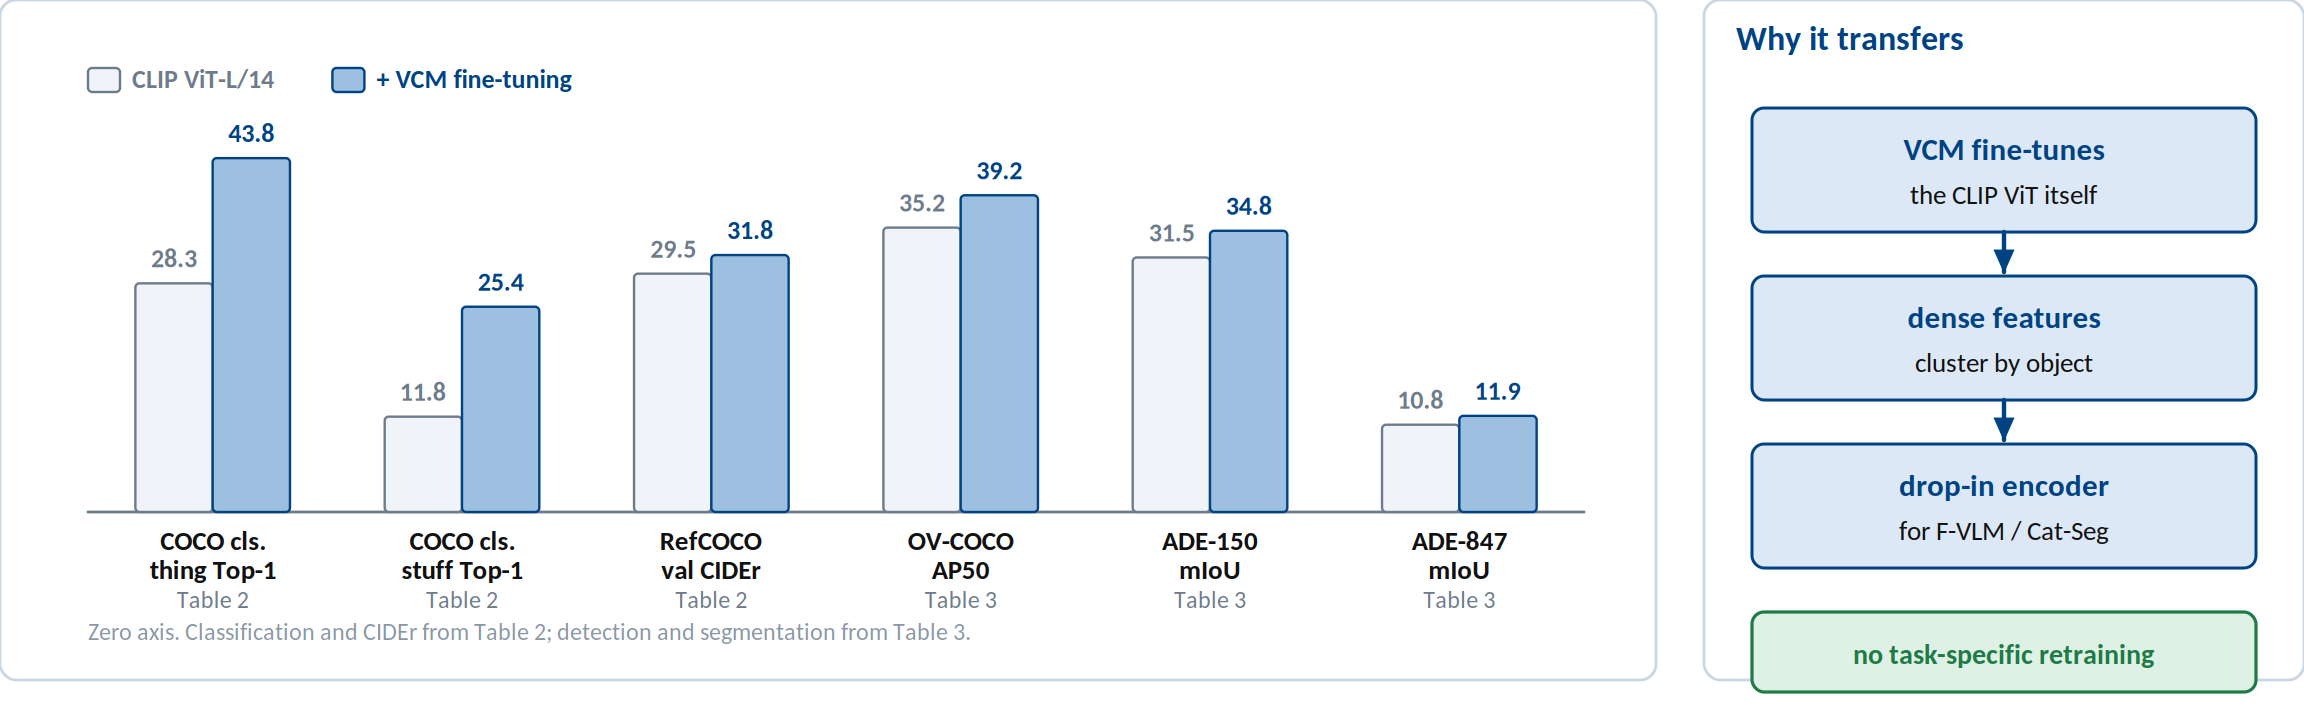 CLIP ViT-L/14
+ VCM fine-tuning
28.3
43.8
11.8
25.4
29.5
31.8
35.2
39.2
31.5
34.8
10.8
11.9
COCO cls.
thing Top-1
Table 2
COCO cls.
stuff Top-1
Table 2
RefCOCO
val CIDEr
Table 2
OV-COCO
AP50
Table 3
ADE-150
mIoU
Table 3
ADE-847
mIoU
Table 3
Zero axis. Classification and CIDEr from Table 2; detection and segmentation from Table 3.
Why it transfers
VCM fine-tunes
the CLIP ViT itself
dense features
cluster by object
drop-in encoder
for F-VLM / Cat-Seg
no task-specific retraining